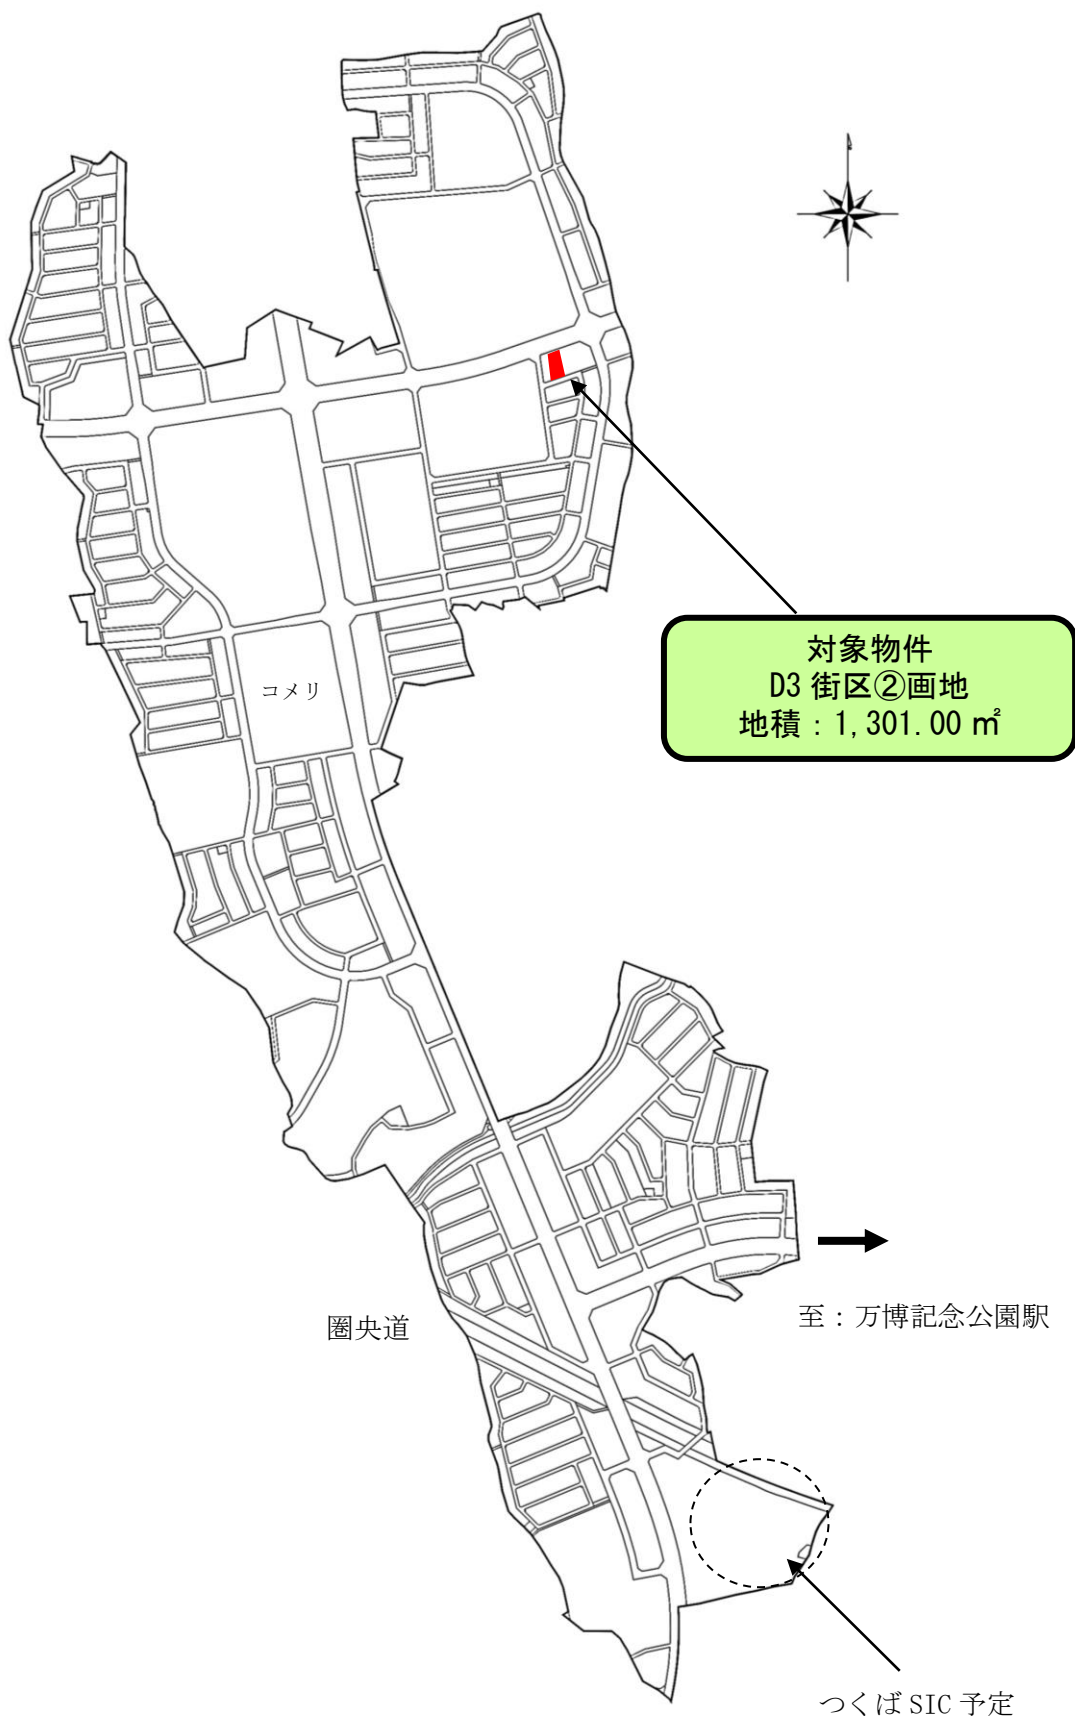 対象物件
D3 街区②画地
地積：1,301.00 ㎡
コメリ
圏央道
至：万博記念公園駅
つくば SIC 予定